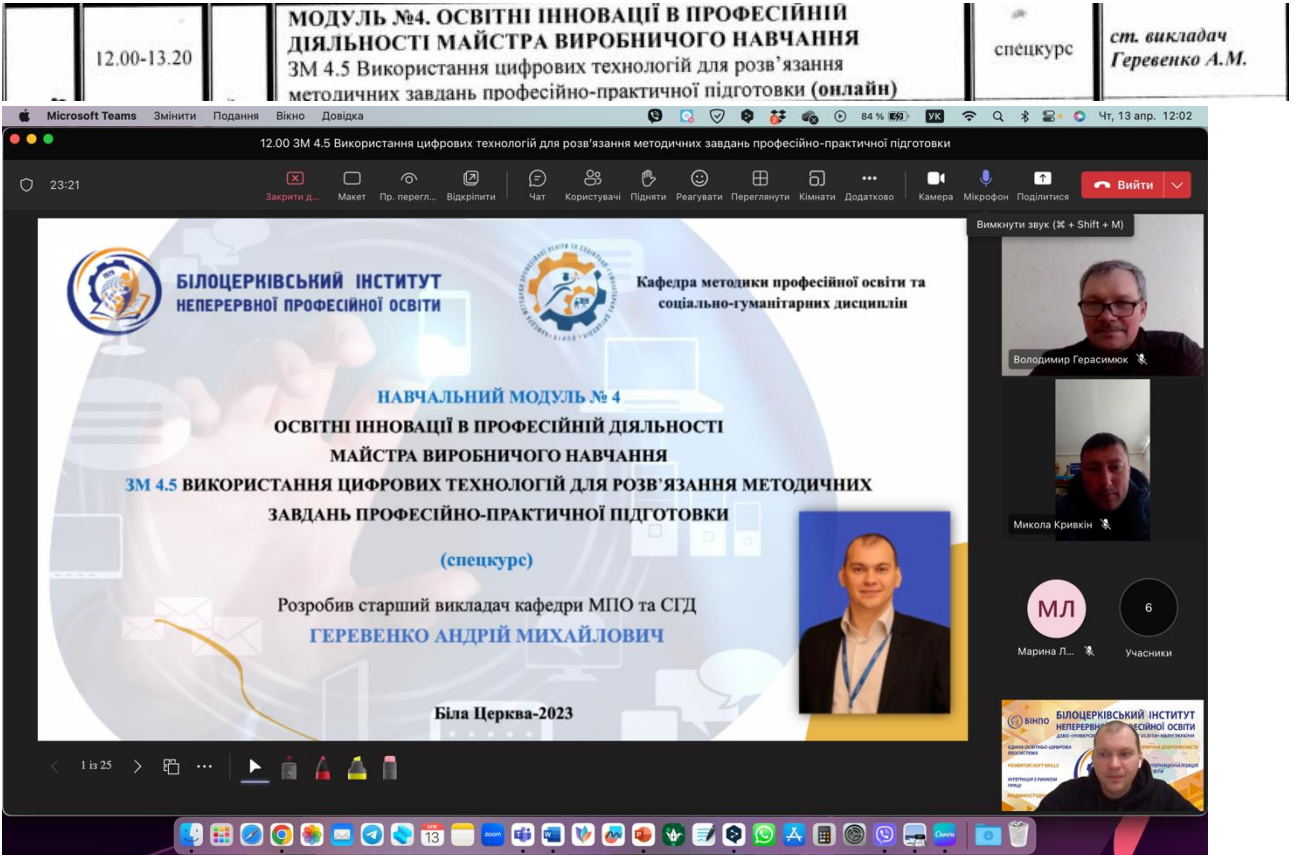 12.00-13.20
МОДУЛЬ №4. ОСВІТНІ ІННОВАЦІЇ В ПРОФЕСІЙНІЙ
ДІЯЛЬНОСТІ МАЙСТРА ВИРОБНИЧОГО НАВЧАННЯ
ЗМ 4.5 Використання цифрових технологій для розв’язання
методичних завдань професійно-практичної підготовки (онлайн)
спецкурс
ст. викладач
Геревенко А.М.
Microsoft Teams Змінити Подання Вікно Довідка
84 % УК Чт, 13 апр. 12:02
12.00 ЗМ 4.5 Використання цифрових технологій для розв’язання методичних завдань професійно-практичної підготовки
23:21
Закрити д... Макет Пр. перегл... Відкріпити Чат Користувачі Підняти Реагувати Переглянути Кімнати Додатково Камера Мікрофон Поділитися Вийти
Вимкнути звук (⌘ + Shift + M)
БІЛОЦЕРКІВСЬКИЙ ІНСТИТУТ
НЕПЕРЕРВНОЇ ПРОФЕСІЙНОЇ ОСВІТИ
Кафедра методики професійної освіти та
соціально-гуманітарних дисциплін
НАВЧАЛЬНИЙ МОДУЛЬ № 4
ОСВІТНІ ІННОВАЦІЇ В ПРОФЕСІЙНІЙ ДІЯЛЬНОСТІ
МАЙСТРА ВИРОБНИЧОГО НАВЧАННЯ
ЗМ 4.5 ВИКОРИСТАННЯ ЦИФРОВИХ ТЕХНОЛОГІЙ ДЛЯ РОЗВ’ЯЗАННЯ МЕТОДИЧНИХ
ЗАВДАНЬ ПРОФЕСІЙНО-ПРАКТИЧНОЇ ПІДГОТОВКИ
(спецкурс)
Розробив старший викладач кафедри МПО та СГД
ГЕРЕВЕНКО АНДРІЙ МИХАЙЛОВИЧ
Біла Церква-2023
Володимир Герасимюк
Микола Кривкін
МЛ
Марина Л...
6
Учасники
БІНПО
БІЛОЦЕРКІВСЬКИЙ ІНСТИТУТ
1 із 25
13
zoom
Canva